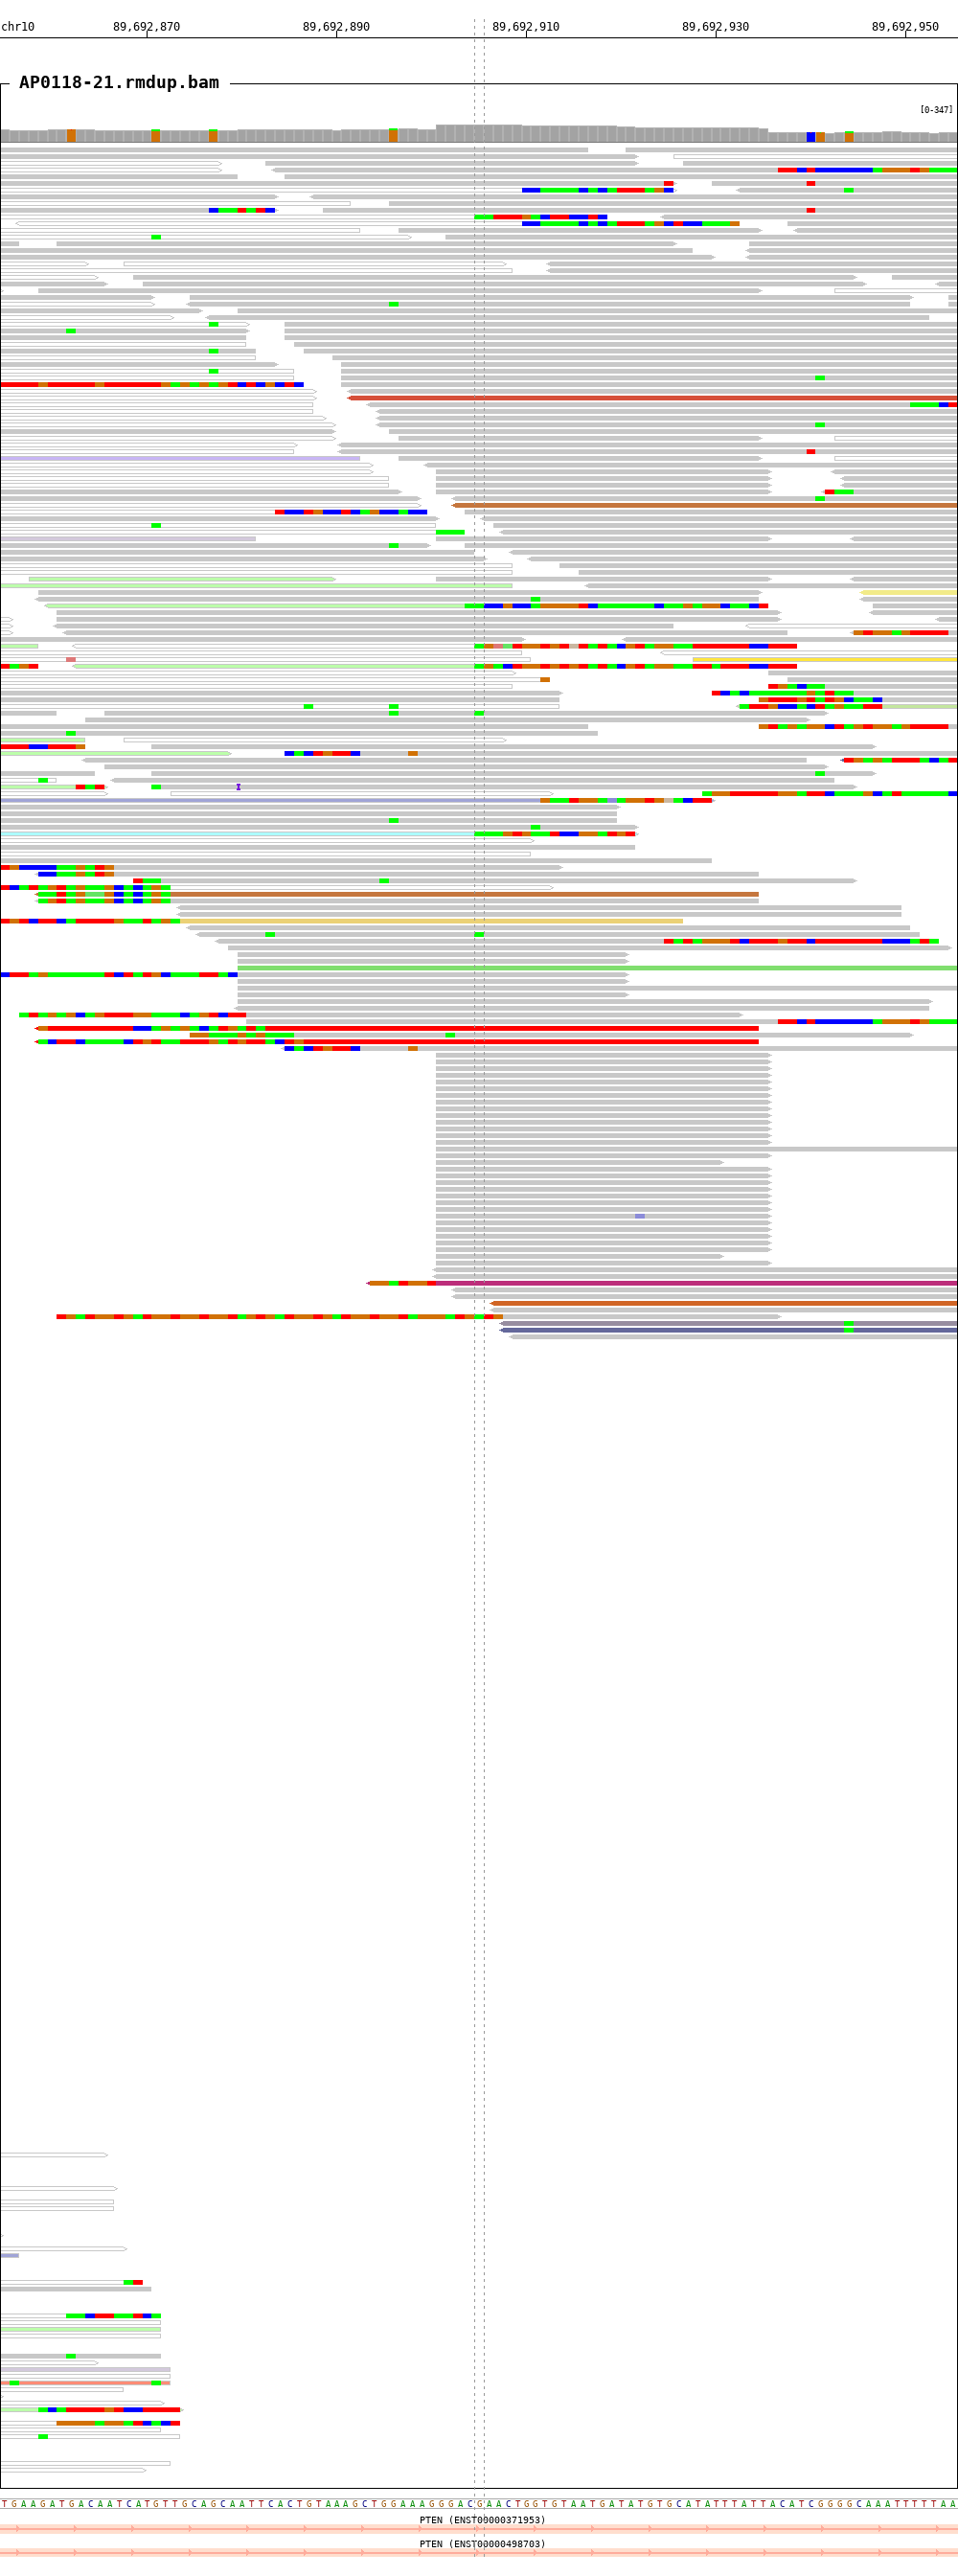 chr10 89,692,870 89,692,890 89,692,910 89,692,930 89,692,950
AP0118-21.rmdup.bam
[0-347]
I
T G A A G A T G A C A A T C A T G T T G C A G C A A T T C A C T G T A A A G C T G G A A A G G G A C G A A C T G G T G T A A T G A T A T G T G C A T A T T T A T T A C A T C G G G G C A A A T T T T T A A
PTEN (ENST00000371953)
PTEN (ENST00000498703)